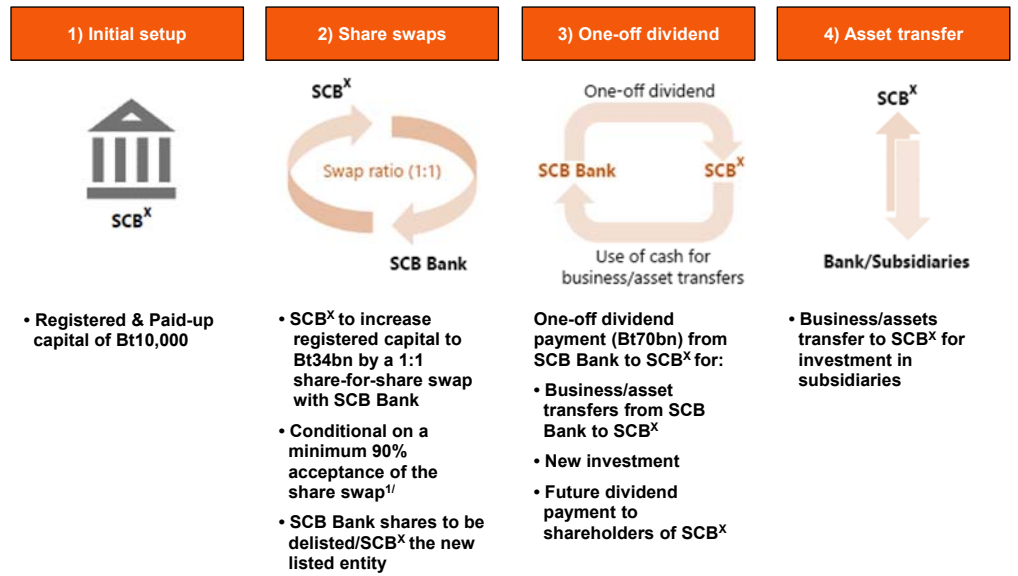 1) Initial setup
SCBX
• Registered & Paid-up
capital of Bt10,000
2) Share swaps
SCBX
Swap ratio (1:1)
SCB Bank
• SCBX to increase
registered capital to
Bt34bn by a 1:1
share-for-share swap
with SCB Bank
• Conditional on a
minimum 90%
acceptance of the
share swap1/
• SCB Bank shares to be
delisted/SCBX the new
listed entity
3) One-off dividend
One-off dividend
SCB Bank
SCBX
Use of cash for
business/asset transfers
One-off dividend
payment (Bt70bn) from
SCB Bank to SCBX for:
• Business/asset
transfers from SCB
Bank to SCBX
• New investment
• Future dividend
payment to
shareholders of SCBX
4) Asset transfer
SCBX
Bank/Subsidiaries
• Business/assets
transfer to SCBX for
investment in
subsidiaries